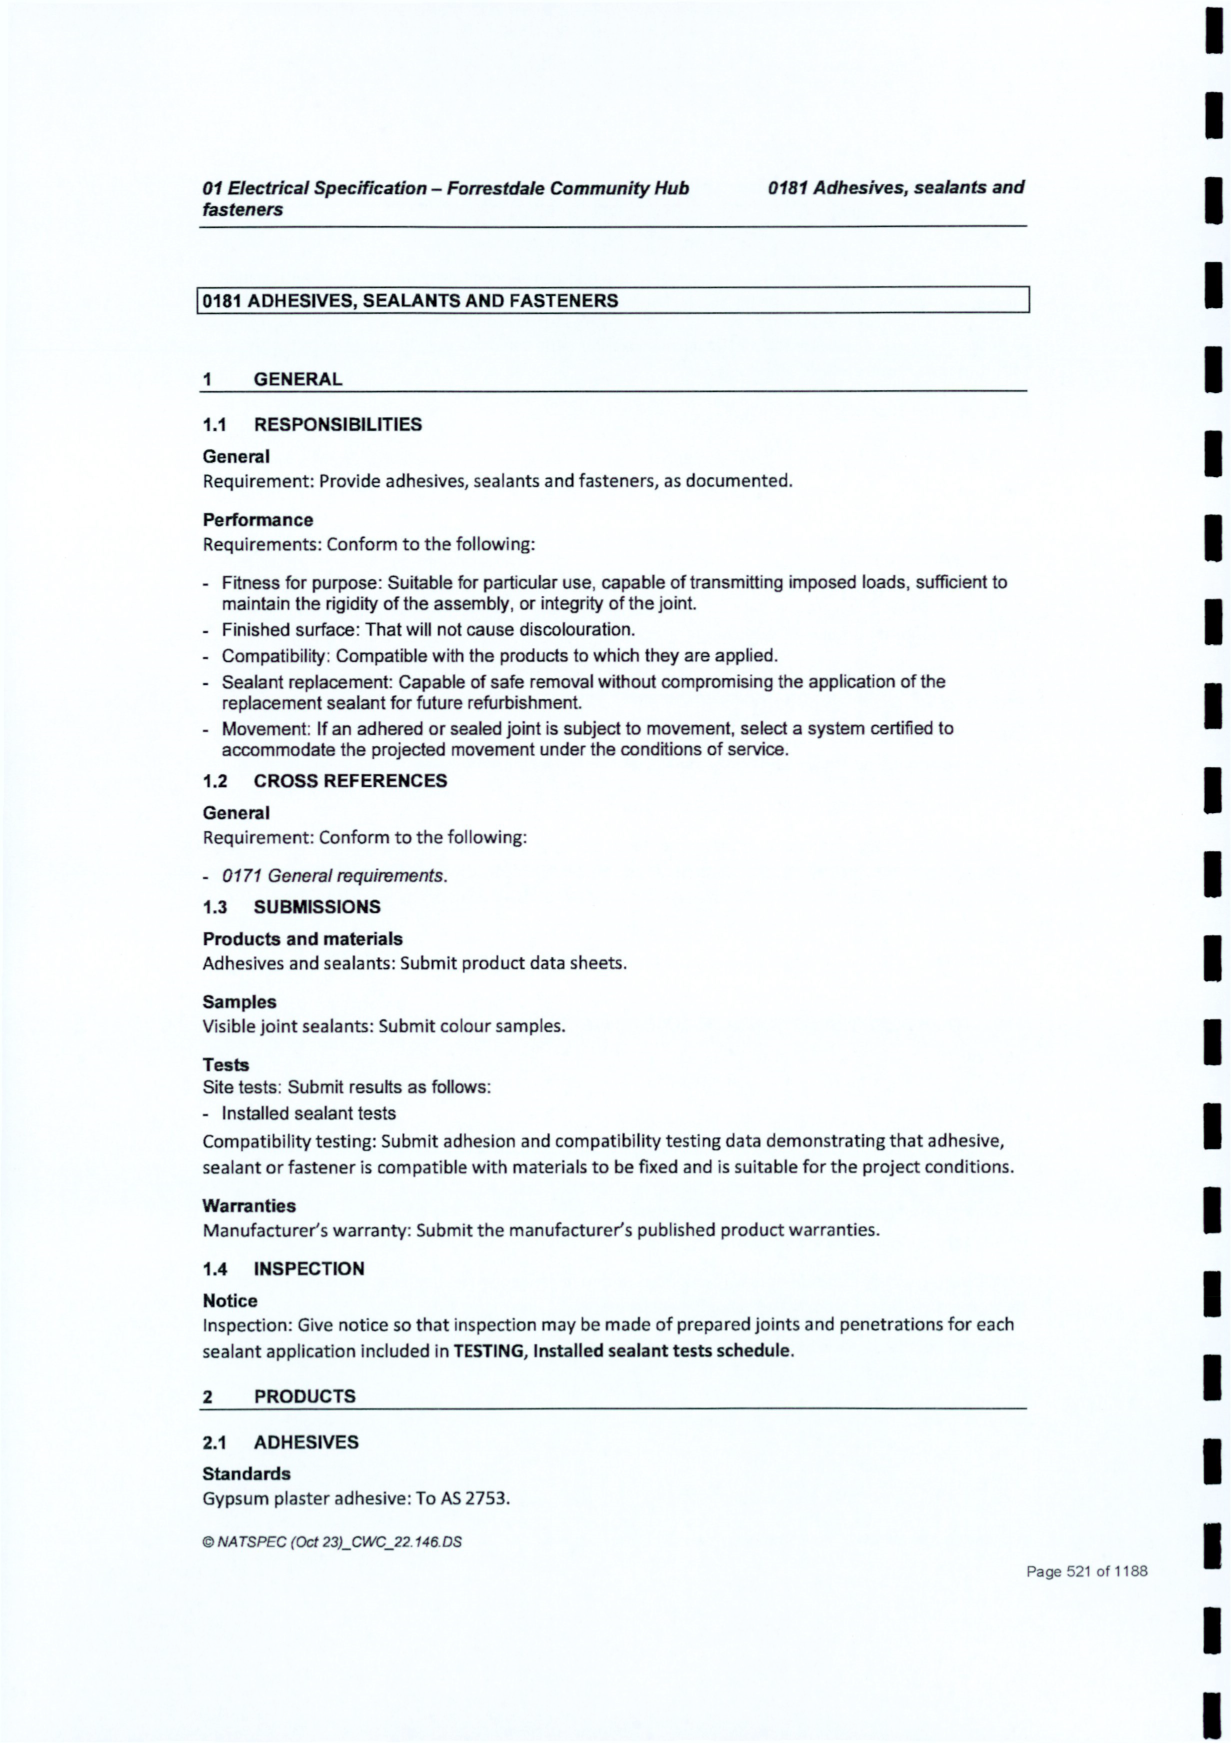 01 Electrical Specification – Forrestdale Community Hub 0181 Adhesives, sealants and
fasteners
0181 ADHESIVES, SEALANTS AND FASTENERS
1 GENERAL
1.1 RESPONSIBILITIES
General
Requirement: Provide adhesives, sealants and fasteners, as documented.
Performance
Requirements: Conform to the following:
- Fitness for purpose: Suitable for particular use, capable of transmitting imposed loads, sufficient to
maintain the rigidity of the assembly, or integrity of the joint.
- Finished surface: That will not cause discolouration.
- Compatibility: Compatible with the products to which they are applied.
- Sealant replacement: Capable of safe removal without compromising the application of the
replacement sealant for future refurbishment.
- Movement: If an adhered or sealed joint is subject to movement, select a system certified to
accommodate the projected movement under the conditions of service.
1.2 CROSS REFERENCES
General
Requirement: Conform to the following:
- 0171 General requirements.
1.3 SUBMISSIONS
Products and materials
Adhesives and sealants: Submit product data sheets.
Samples
Visible joint sealants: Submit colour samples.
Tests
Site tests: Submit results as follows:
- Installed sealant tests
Compatibility testing: Submit adhesion and compatibility testing data demonstrating that adhesive,
sealant or fastener is compatible with materials to be fixed and is suitable for the project conditions.
Warranties
Manufacturer's warranty: Submit the manufacturer's published product warranties.
1.4 INSPECTION
Notice
Inspection: Give notice so that inspection may be made of prepared joints and penetrations for each
sealant application included in TESTING, Installed sealant tests schedule.
2 PRODUCTS
2.1 ADHESIVES
Standards
Gypsum plaster adhesive: To AS 2753.
© NATSPEC (Oct 23)_CWC_22.146.DS
Page 521 of 1188